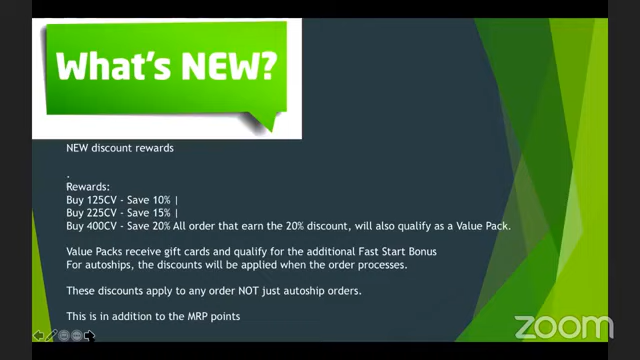 What's NEW?
NEW discount rewards
.
Rewards:
Buy 125CV - Save 10% |
Buy 225CV - Save 15% |
Buy 400CV - Save 20% All order that earn the 20% discount, will also qualify as a Value Pack.
Value Packs receive gift cards and qualify for the additional Fast Start Bonus
For autoships, the discounts will be applied when the order processes.
These discounts apply to any order NOT just autoship orders.
This is in addition to the MRP points
zoom